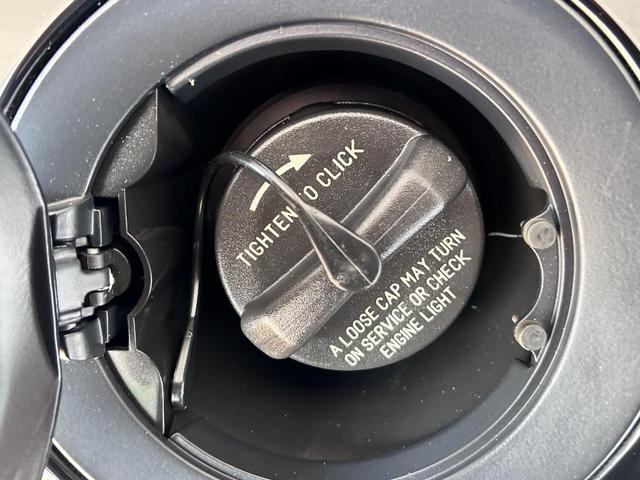 TIGHTEN TO CLICK
A LOOSE CAP MAY TURN
ON SERVICE OR CHECK
ENGINE LIGHT